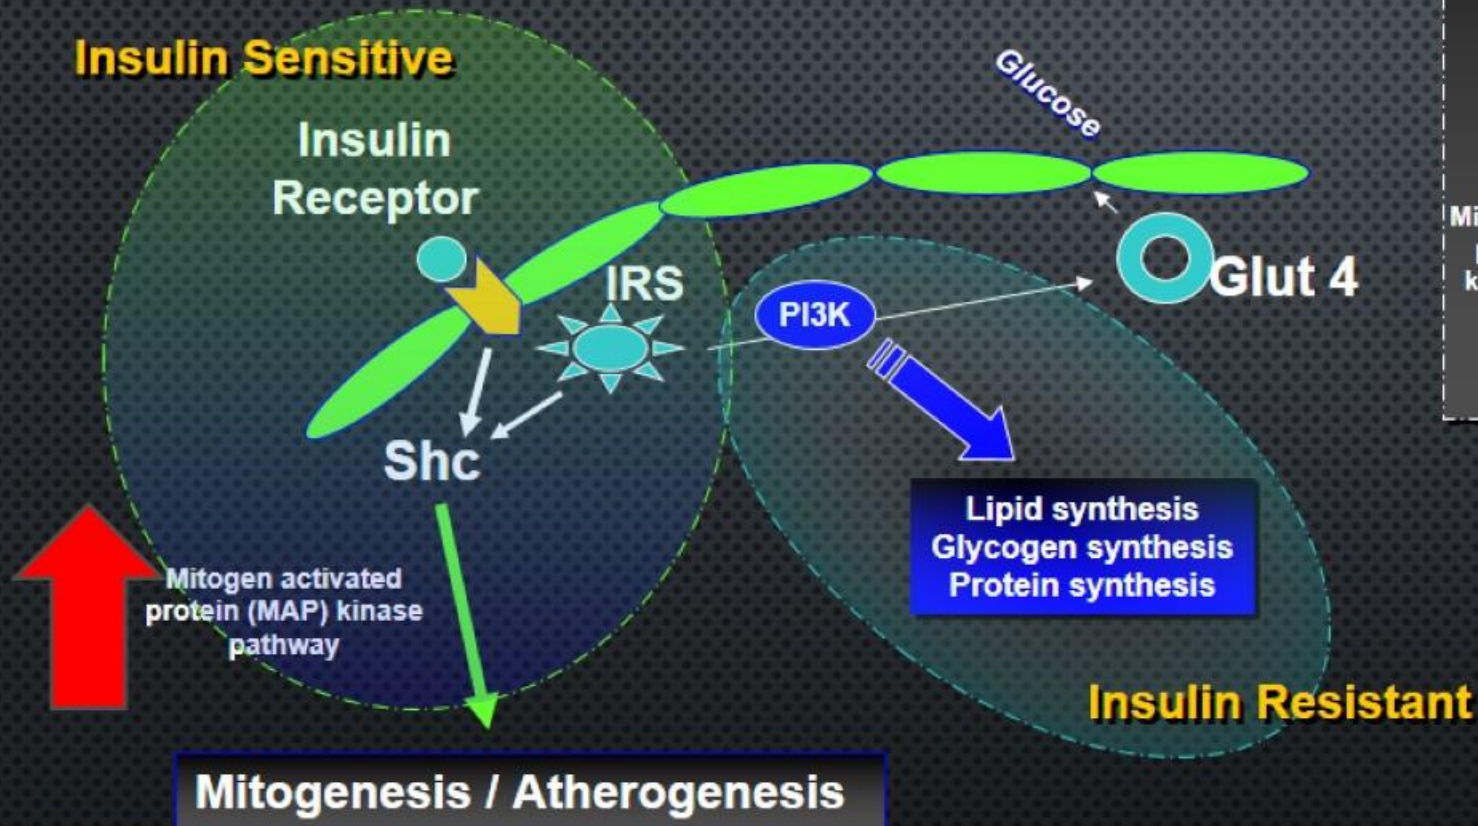 Insulin Sensitive
Insulin
Receptor
Glucose
IRS
PI3K
Glut 4
Shc
Lipid synthesis
Glycogen synthesis
Protein synthesis
Mitogen activated
protein (MAP) kinase
pathway
Insulin Resistant
Mitogenesis / Atherogenesis